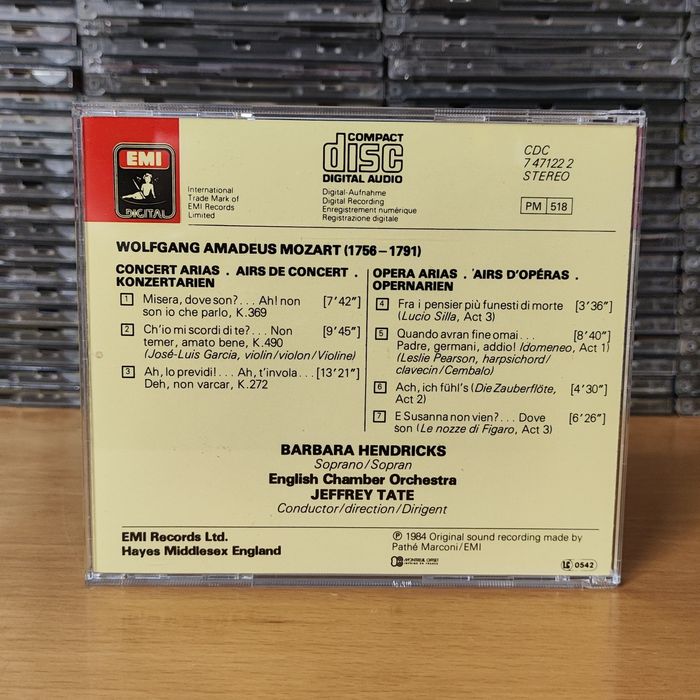 EMI
DIGITAL
International
Trade Mark of
EMI Records
Limited
COMPACT
disc
DIGITAL AUDIO
Digital-Aufnahme
Digital Recording
Enregistrement numérique
Registrazione digitale
CDC
7 47122 2
STEREO
PM 518
WOLFGANG AMADEUS MOZART (1756–1791)
CONCERT ARIAS . AIRS DE CONCERT .
KONZERTARIEN
1 Misera, dove son?... Ah! non [7'42"]
son io che parlo, K.369
2 Ch'io mi scordi di te?... Non [9'45"]
temer, amato bene, K.490
(José-Luis Garcia, violin/violon/Violine)
3 Ah, lo previdi!... Ah, t'invola... [13'21"]
Deh, non varcar, K.272
OPERA ARIAS . AIRS D'OPÉRAS .
OPERNARIEN
4 Fra i pensier più funesti di morte [3'36"]
(Lucio Silla, Act 3)
5 Quando avran fine omai... [8'40"]
Padre, germani, addio! Idomeneo, Act 1)
(Leslie Pearson, harpsichord/
clavecin/Cembalo)
6 Ach, ich fühl's (Die Zauberflöte, [4'30"]
Act 2)
7 E Susanna non vien?... Dove [6'26"]
son (Le nozze di Figaro, Act 3)
BARBARA HENDRICKS
Soprano/Sopran
English Chamber Orchestra
JEFFREY TATE
Conductor/direction/Dirigent
EMI Records Ltd.
Hayes Middlesex England
℗ 1984 Original sound recording made by
Pathé Marconi/EMI
MONTREUIL OFFSET
IMPRIMÉ EN FRANCE
LC 0542